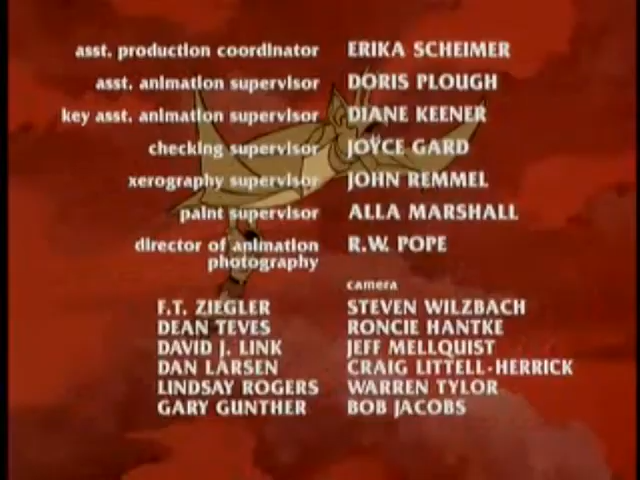 asst. production coordinator ERIKA SCHEIMER
asst. animation supervisor DORIS PLOUGH
key asst. animation supervisor DIANE KEENER
checking supervisor JOYCE GARD
xerography supervisor JOHN REMMEL
paint supervisor ALLA MARSHALL
director of animation R.W. POPE
photography
camera
F.T. ZIEGLER STEVEN WILZBACH
DEAN TEVES RONCIE HANTKE
DAVID J. LINK JEFF MELLQUIST
DAN LARSEN CRAIG LITTELL-HERRICK
LINDSAY ROGERS WARREN TYLOR
GARY GUNTHER BOB JACOBS